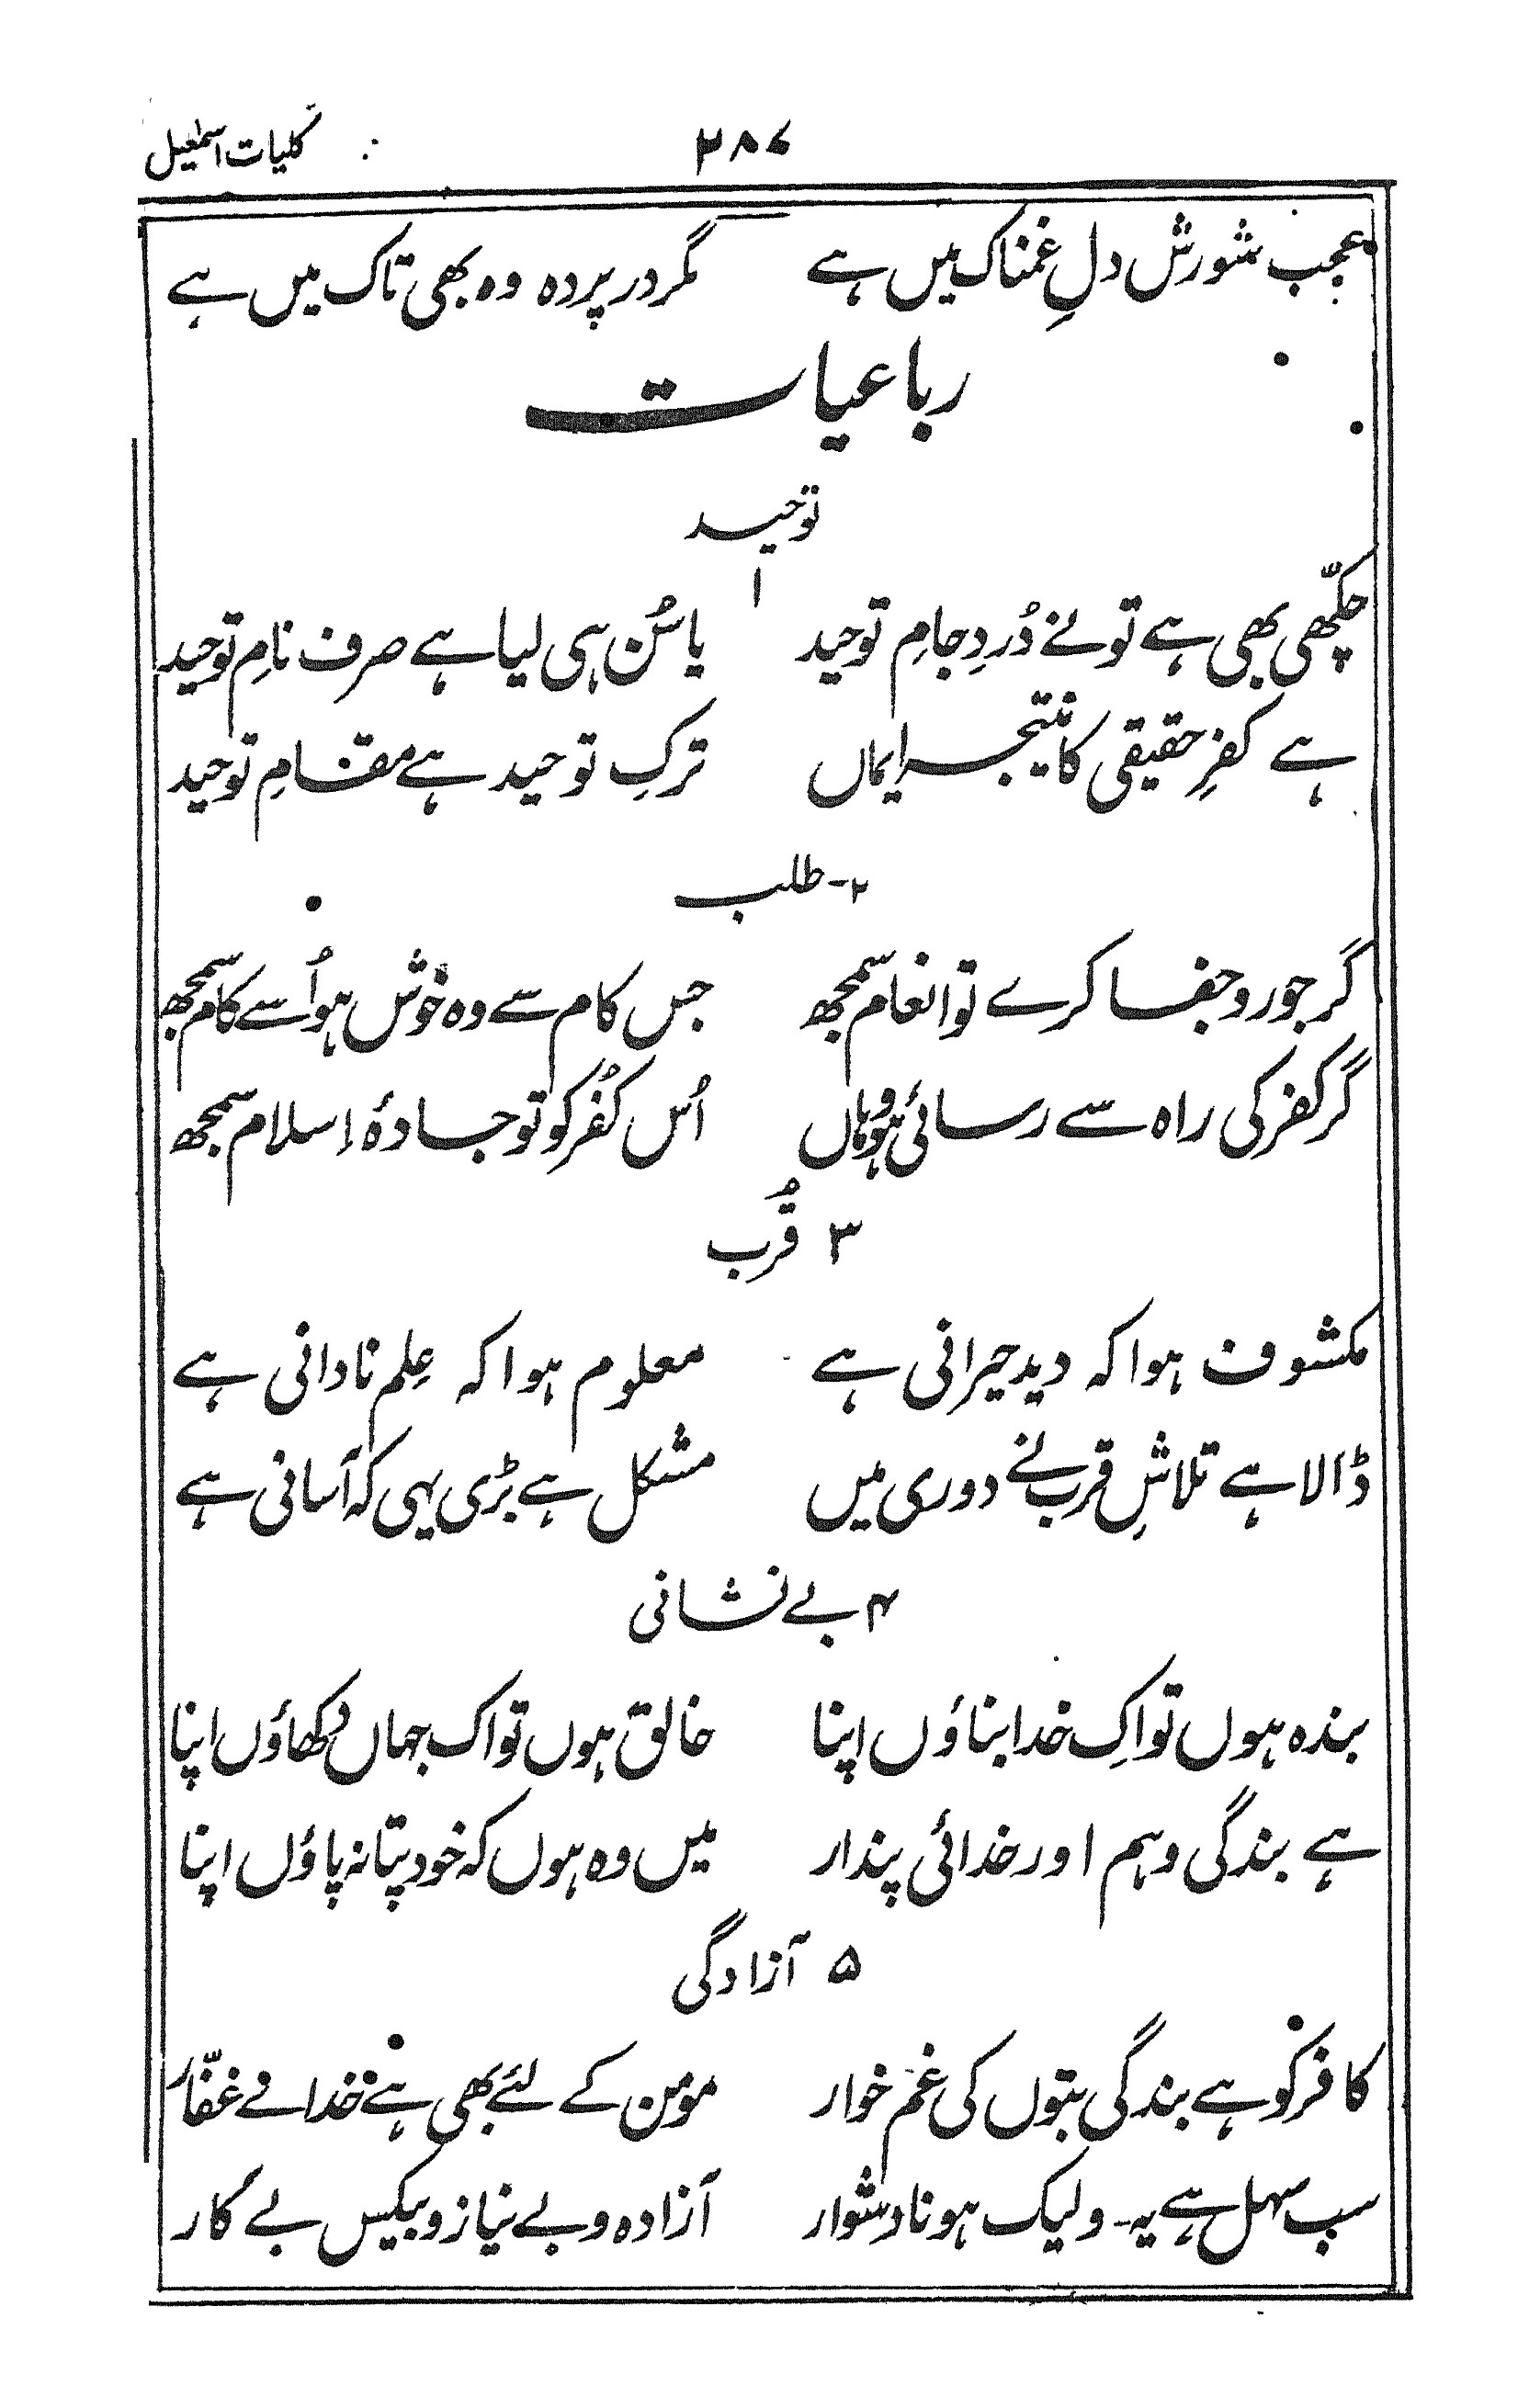 ۲۸۷ کلیات اسمٰعیل
عجب شورش دلِ غمناک میں ہے مگر در پردہ وہ بھی تاک میں ہے
رباعیات
توحید
۱
چکّھی بھی ہے تونے دُردِ جامِ توحید یا سُن ہی لیا ہے صرف نامِ توحید
ہے کفرِ حقیقی کا نتیجہ ایماں ترکِ توحید ہے مقامِ توحید
۲- طلب
گر جور و جفا کرے تو انعام سمجھ جس کام سے وہ خوش ہو اُسے کام سمجھ
گر کفر کی راہ سے رسائی ہو وہاں اُس کُفر کو تو جادۂ اِسلام سمجھ
۳ قُرب
مکشوف ہوا کہ دید حیرانی ہے معلوم ہوا کہ عِلم نادانی ہے
ڈالا ہے تلاشِ قرب نے دوری میں مشکل ہے بڑی یہی کہ آسانی ہے
۴ بے نشانی
بندہ ہوں تو اِک خدا بناؤں اپنا خالق ہوں تو اک جہاں دکھاؤں اپنا
ہے بندگی وہم اور خدائی پندار میں وہ ہوں کہ خود پتا نہ پاؤں اپنا
۵ آزادگی
کافر کو ہے بندگی بتوں کی غم خوار مومن کے لئے بھی ہے خدائے غفّار
سب سہل ہے یہ۔ ولیک ہونا دشوار آزادہ و بے نیاز و بیکس بے کار